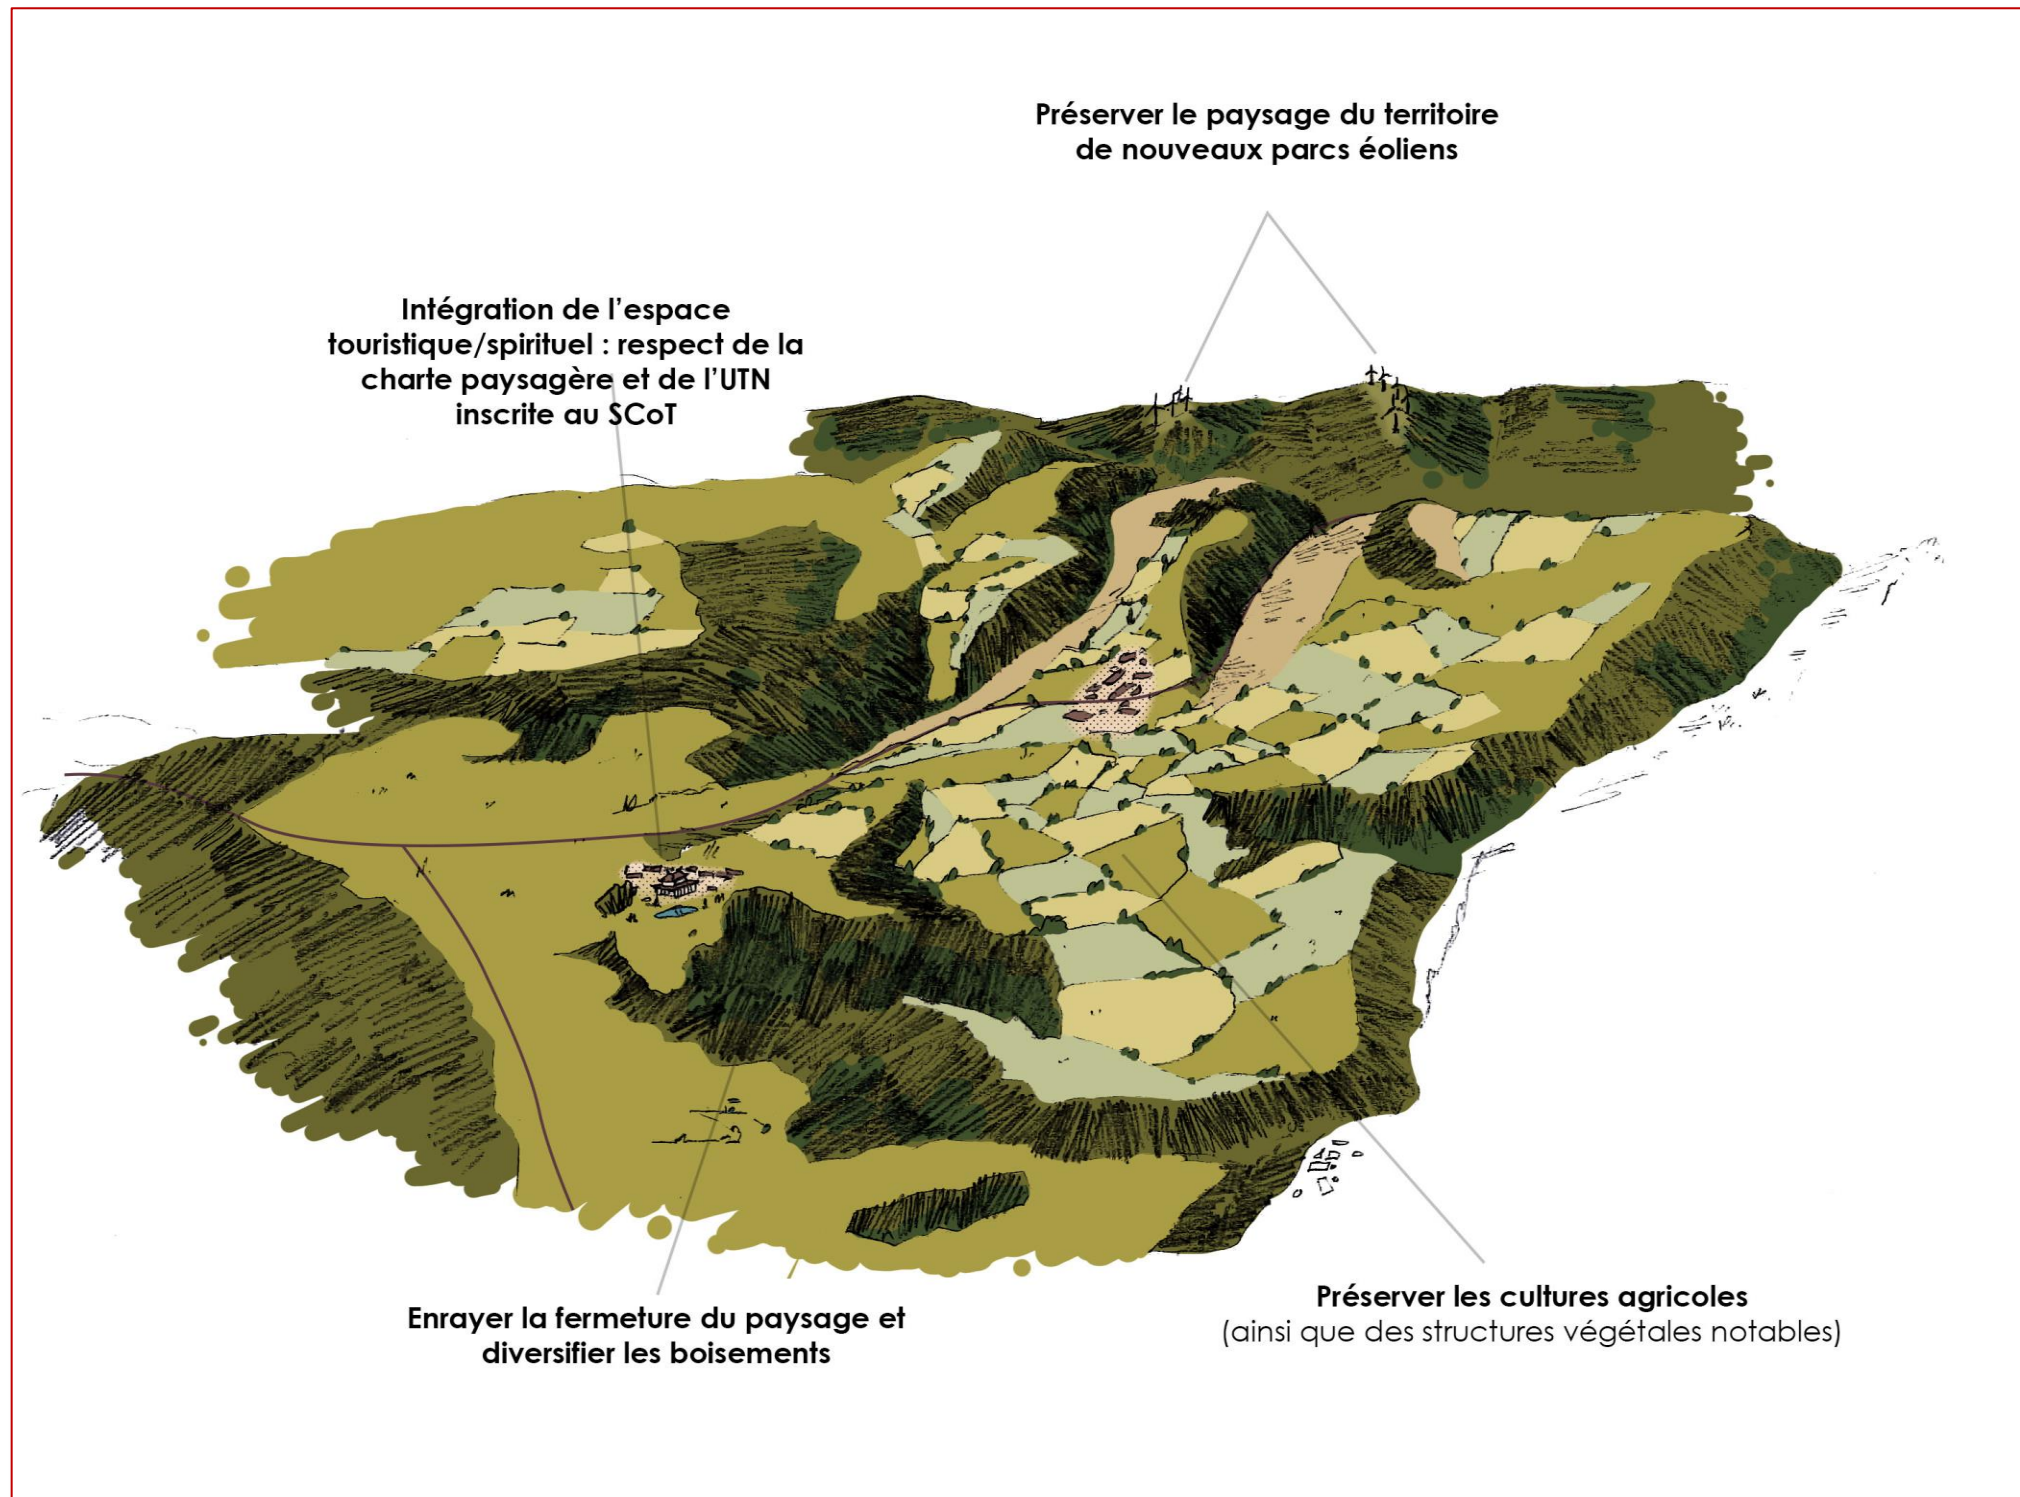 Préserver le paysage du territoire
de nouveaux parcs éoliens
Intégration de l'espace
touristique/spirituel : respect de la
charte paysagère et de l'UTN
inscrite au SCoT
Enrayer la fermeture du paysage et
diversifier les boisements
Préserver les cultures agricoles
(ainsi que des structures végétales notables)